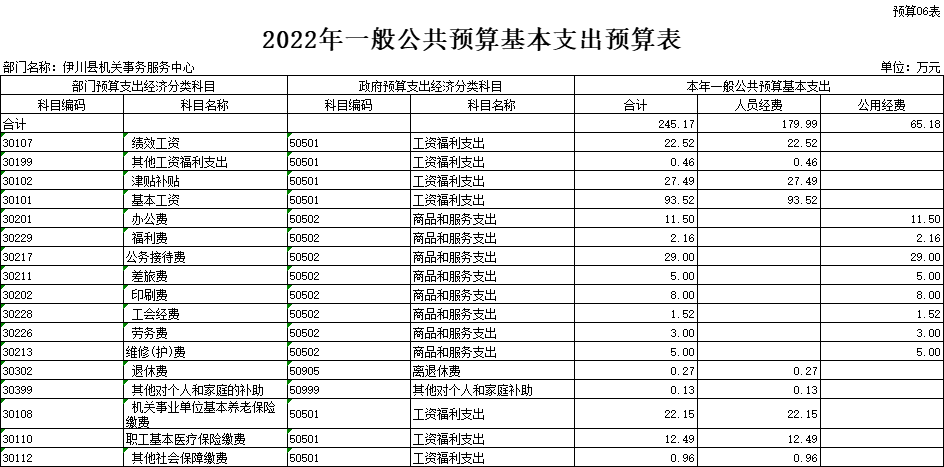 预算06表
2022年一般公共预算基本支出预算表
部门名称：伊川县机关事务服务中心 单位：万元
部门预算支出经济分类科目 政府预算支出经济分类科目 本年一般公共预算基本支出
科目编码 科目名称 科目编码 科目名称 合计 人员经费 公用经费
合计 245.17 179.99 65.18
30107 绩效工资 50501 工资福利支出 22.52 22.52
30199 其他工资福利支出 50501 工资福利支出 0.46 0.46
30102 津贴补贴 50501 工资福利支出 27.49 27.49
30101 基本工资 50501 工资福利支出 93.52 93.52
30201 办公费 50502 商品和服务支出 11.50 11.50
30229 福利费 50502 商品和服务支出 2.16 2.16
30217 公务接待费 50502 商品和服务支出 29.00 29.00
30211 差旅费 50502 商品和服务支出 5.00 5.00
30202 印刷费 50502 商品和服务支出 8.00 8.00
30228 工会经费 50502 商品和服务支出 1.52 1.52
30226 劳务费 50502 商品和服务支出 3.00 3.00
30213 维修(护)费 50502 商品和服务支出 5.00 5.00
30302 退休费 50905 离退休费 0.27 0.27
30399 其他对个人和家庭的补助 50999 其他对个人和家庭补助 0.13 0.13
30108 机关事业单位基本养老保险
缴费 50501 工资福利支出 22.15 22.15
30110 职工基本医疗保险缴费 50501 工资福利支出 12.49 12.49
30112 其他社会保障缴费 50501 工资福利支出 0.96 0.96